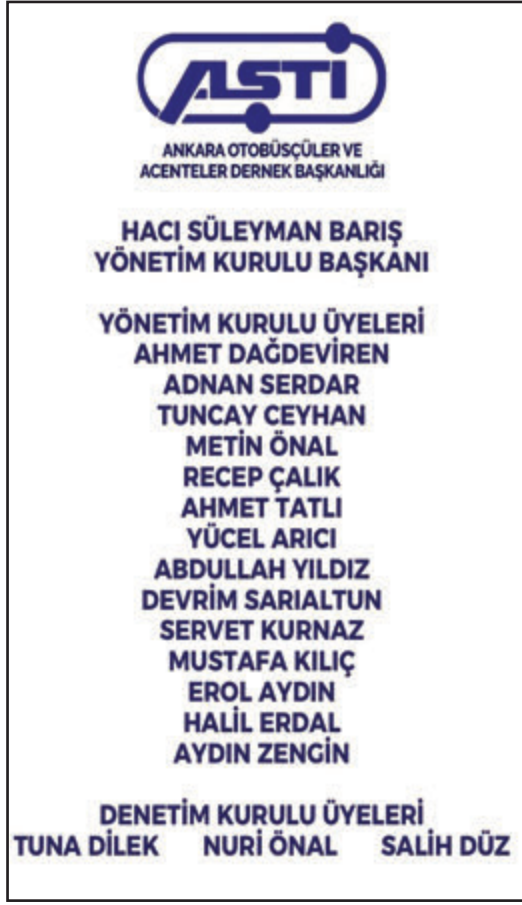 AŞTİ
ANKARA OTOBÜSÇÜLER VE
ACENTELER DERNEK BAŞKANLIĞI
HACI SÜLEYMAN BARIŞ
YÖNETİM KURULU BAŞKANI
YÖNETİM KURULU ÜYELERİ
AHMET DAĞDEVİREN
ADNAN SERDAR
TUNCAY CEYHAN
METİN ÖNAL
RECEP ÇALIK
AHMET TATLI
YÜCEL ARICI
ABDULLAH YILDIZ
DEVRİM SARIALTUN
SERVET KURNAZ
MUSTAFA KILIÇ
EROL AYDIN
HALİL ERDAL
AYDIN ZENGİN
DENETİM KURULU ÜYELERİ
TUNA DİLEK NURİ ÖNAL SALİH DÜZ